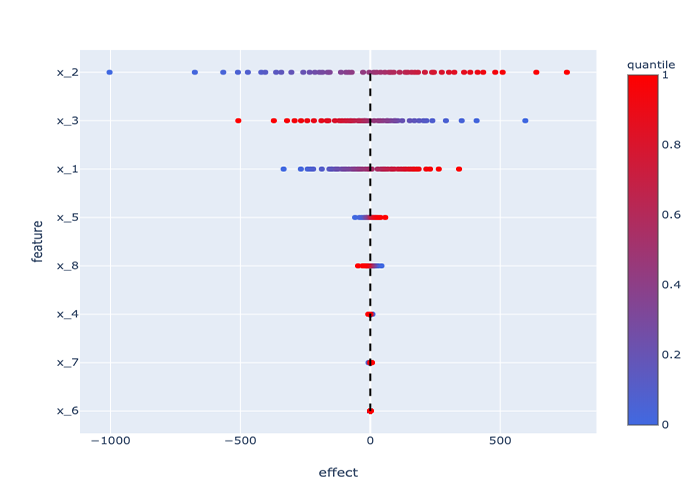 quantile
x_2
x_3
x_1
x_5
x_8
x_4
x_7
x_6
feature
−1000
−500
0
500
effect
1
0.8
0.6
0.4
0.2
0